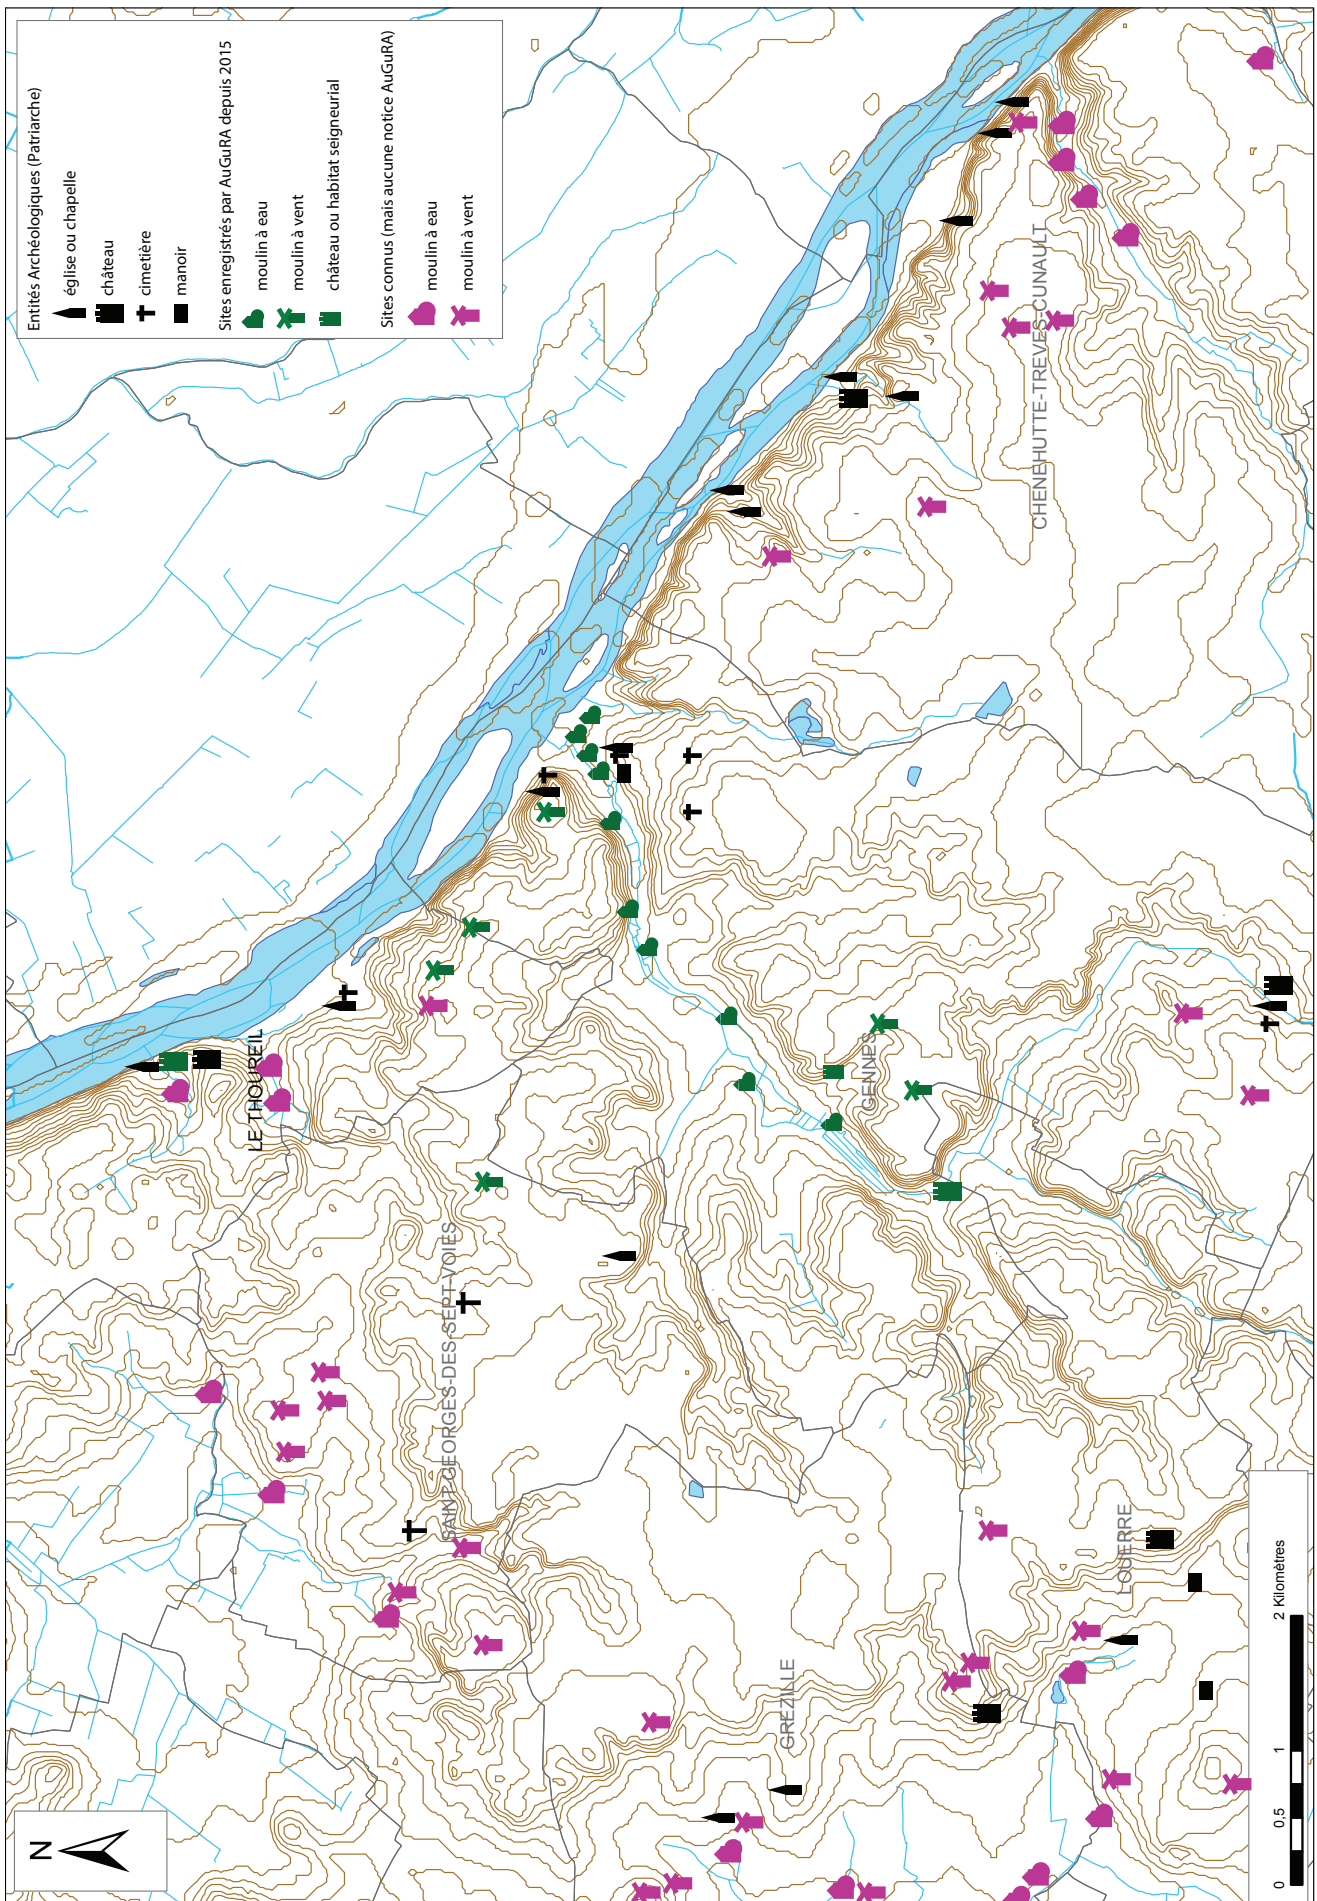 Entités Archéologiques (Patriarche)
église ou chapelle
château
cimetière
manoir
Sites enregistrés par AuGuRA depuis 2015
moulin à eau
moulin à vent
château ou habitat seigneurial
Sites connus (mais aucune notice AuGuRA)
moulin à eau
moulin à vent
LE THOUREIL
SAINT-GEORGES-DES-SEPT-VOIES
GENNES
CHENEHUTTE-TREVES-CUNAULT
GREZILLE
LOUERRE
N
0 0,5 1 2 Kilomètres